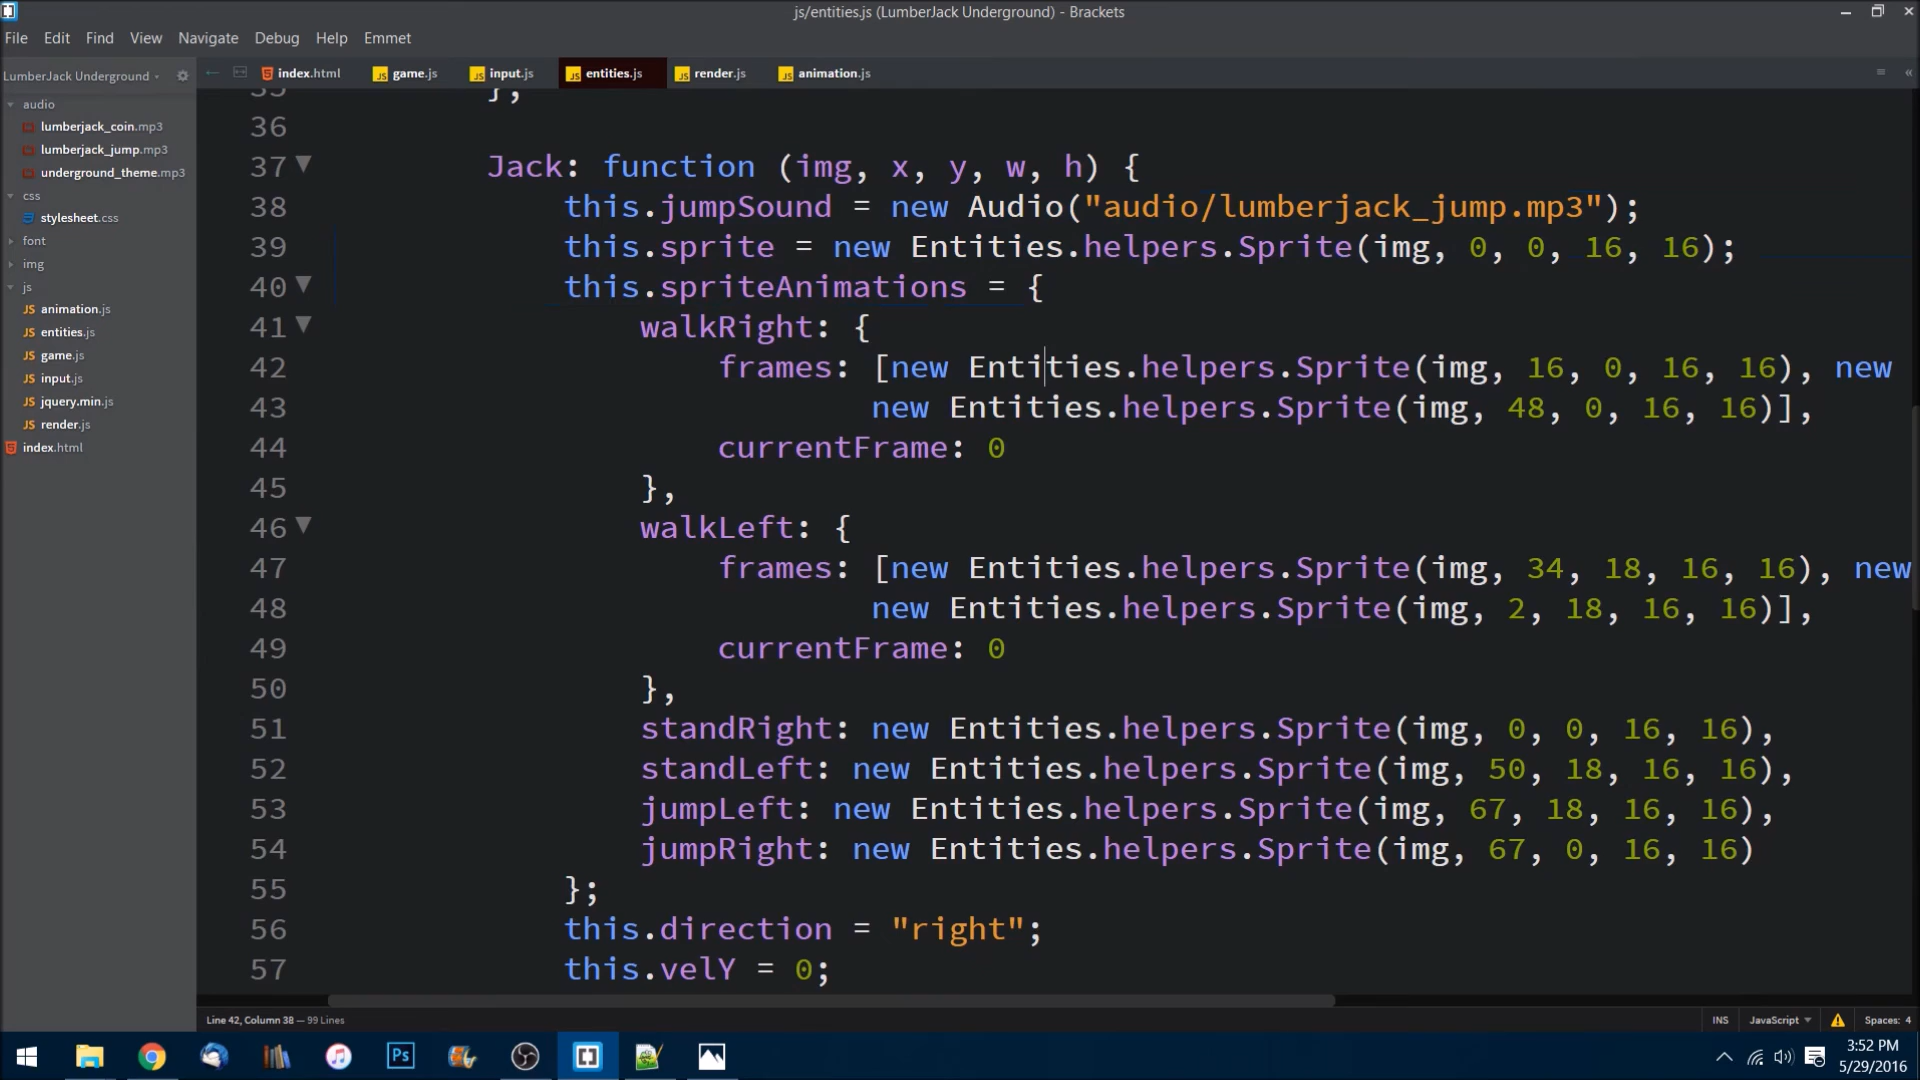 js/entities.js (LumberJack Underground) - Brackets
File Edit Find View Navigate Debug Help Emmet
LumberJack Underground
index.html game.js input.js entities.js render.js animation.js
audio
lumberjack_coin.mp3
lumberjack_jump.mp3
underground_theme.mp3
css
stylesheet.css
font
img
js
JS animation.js
JS entities.js
JS game.js
JS input.js
JS jquery.min.js
JS render.js
index.html
35 },
36
37 Jack: function (img, x, y, w, h) {
38 this.jumpSound = new Audio("audio/lumberjack_jump.mp3");
39 this.sprite = new Entities.helpers.Sprite(img, 0, 0, 16, 16);
40 this.spriteAnimations = {
41 walkRight: {
42 frames: [new Entities.helpers.Sprite(img, 16, 0, 16, 16), new
43 new Entities.helpers.Sprite(img, 48, 0, 16, 16)],
44 currentFrame: 0
45 },
46 walkLeft: {
47 frames: [new Entities.helpers.Sprite(img, 34, 18, 16, 16), new
48 new Entities.helpers.Sprite(img, 2, 18, 16, 16)],
49 currentFrame: 0
50 },
51 standRight: new Entities.helpers.Sprite(img, 0, 0, 16, 16),
52 standLeft: new Entities.helpers.Sprite(img, 50, 18, 16, 16),
53 jumpLeft: new Entities.helpers.Sprite(img, 67, 18, 16, 16),
54 jumpRight: new Entities.helpers.Sprite(img, 67, 0, 16, 16)
55 };
56 this.direction = "right";
57 this.velY = 0;
Line 42, Column 38 — 99 Lines
INS JavaScript Spaces: 4
Ps
3:52 PM
5/29/2016